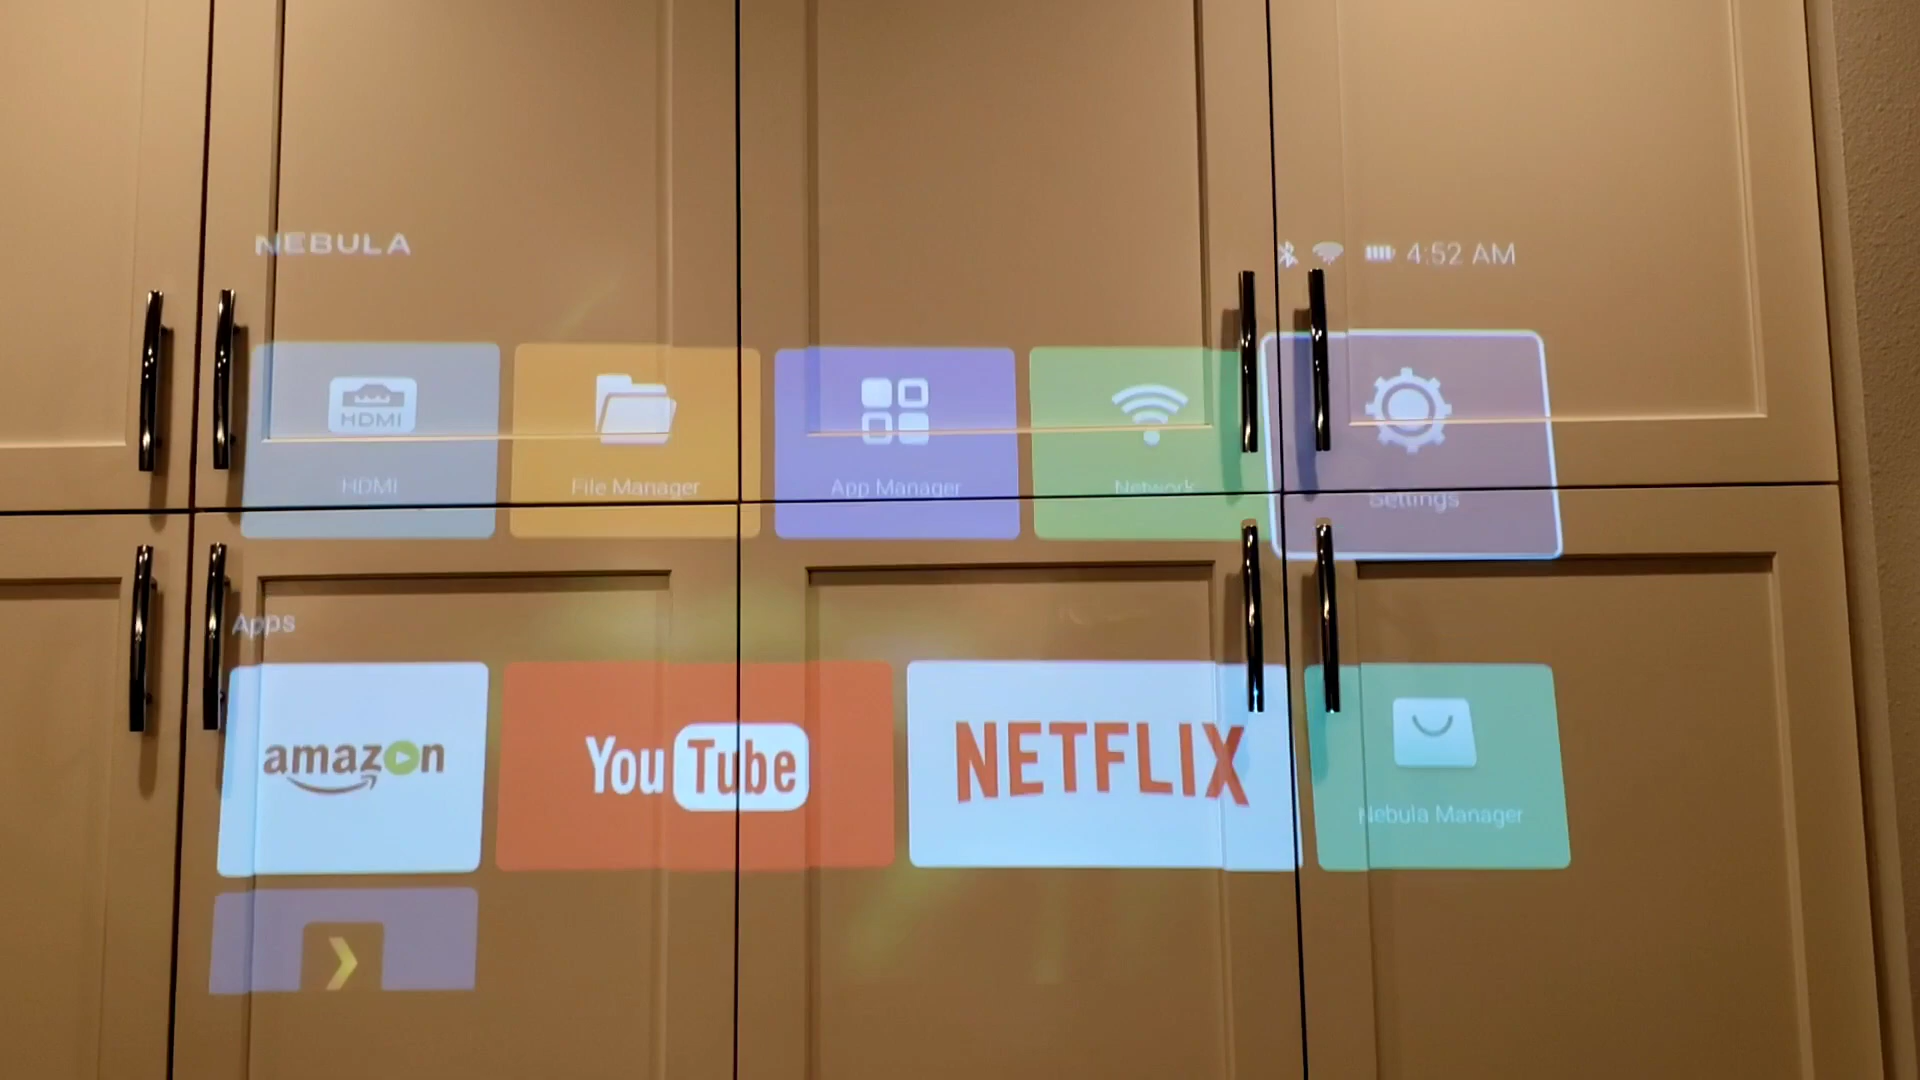 NEBULA
4:52 AM
HDMI
HDMI
File Manager
App Manager
Network
Settings
Apps
amazon
YouTube
NETFLIX
Nebula Manager